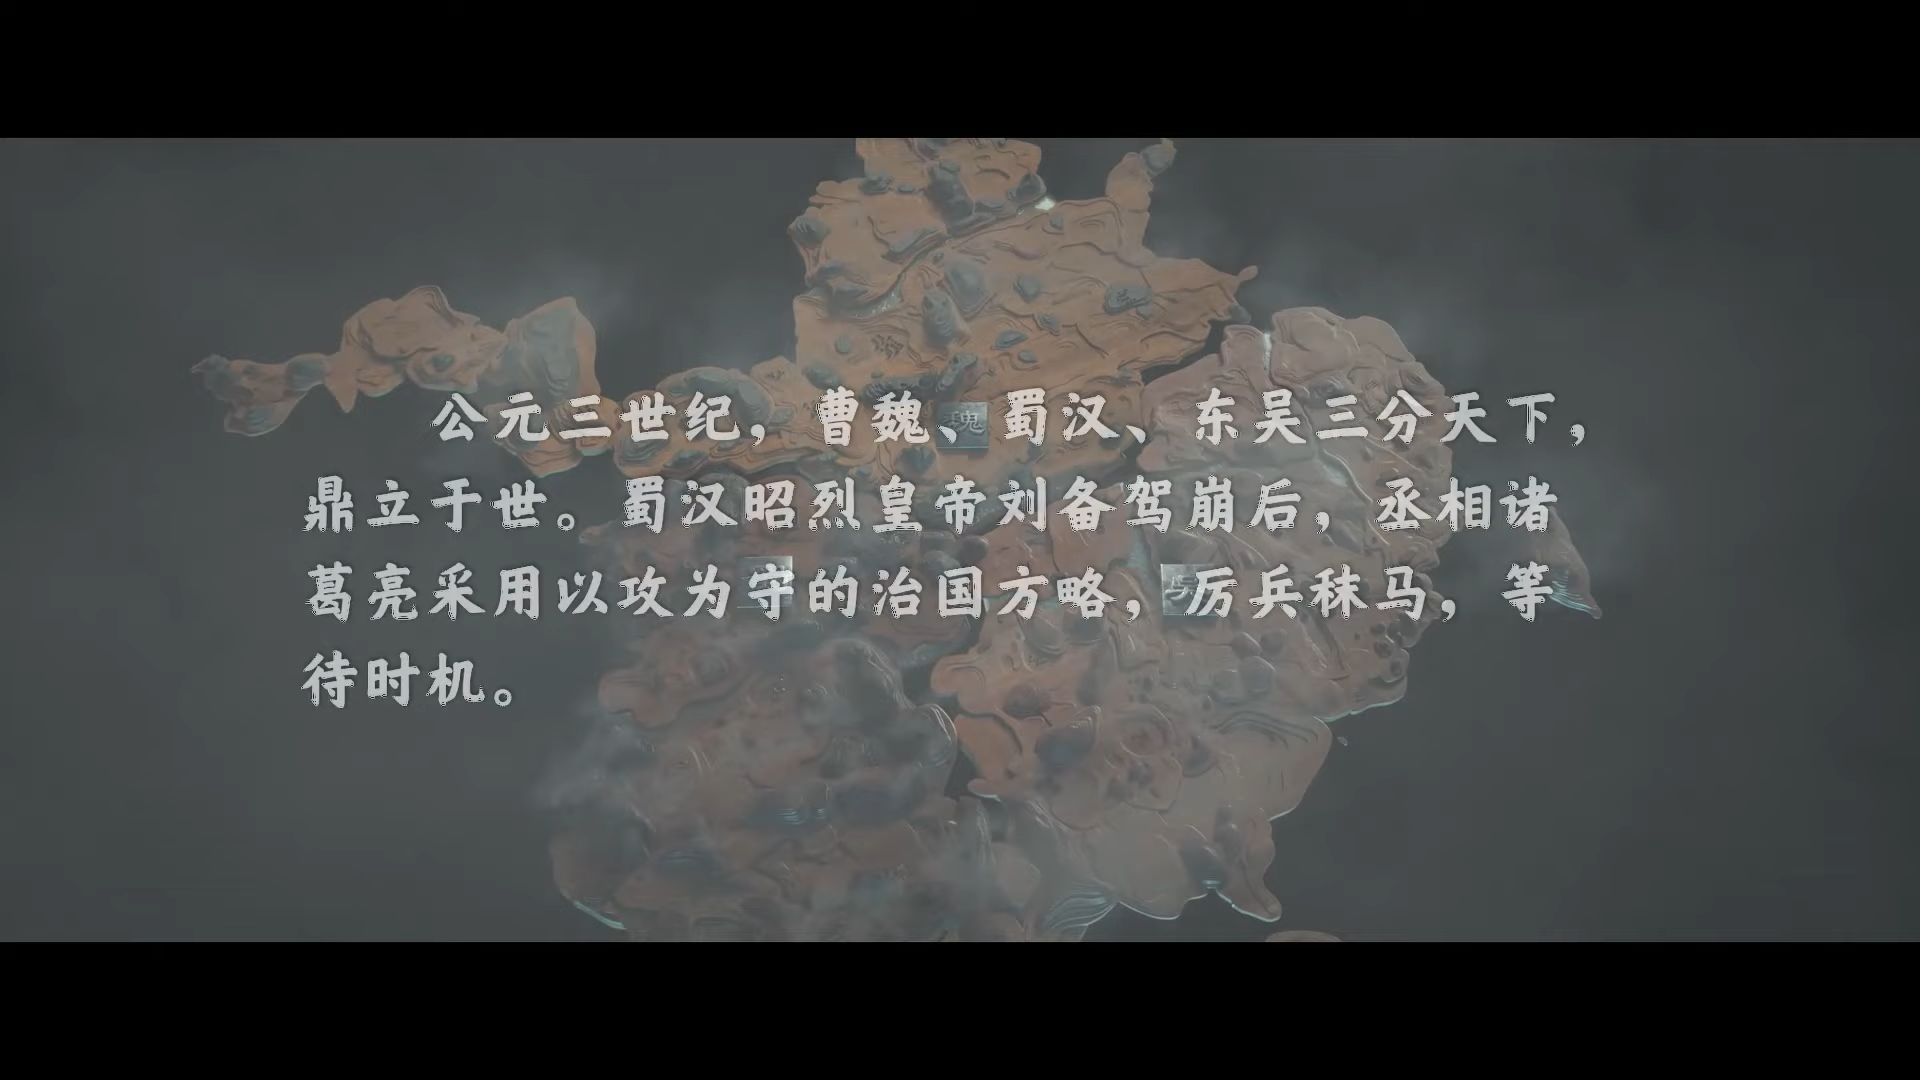 公元三世纪，曹魏、蜀汉、东吴三分天下，
鼎立于世。蜀汉昭烈皇帝刘备驾崩后，丞相诸
葛亮采用以攻为守的治国方略，厉兵秣马，等
待时机。
魏
吴